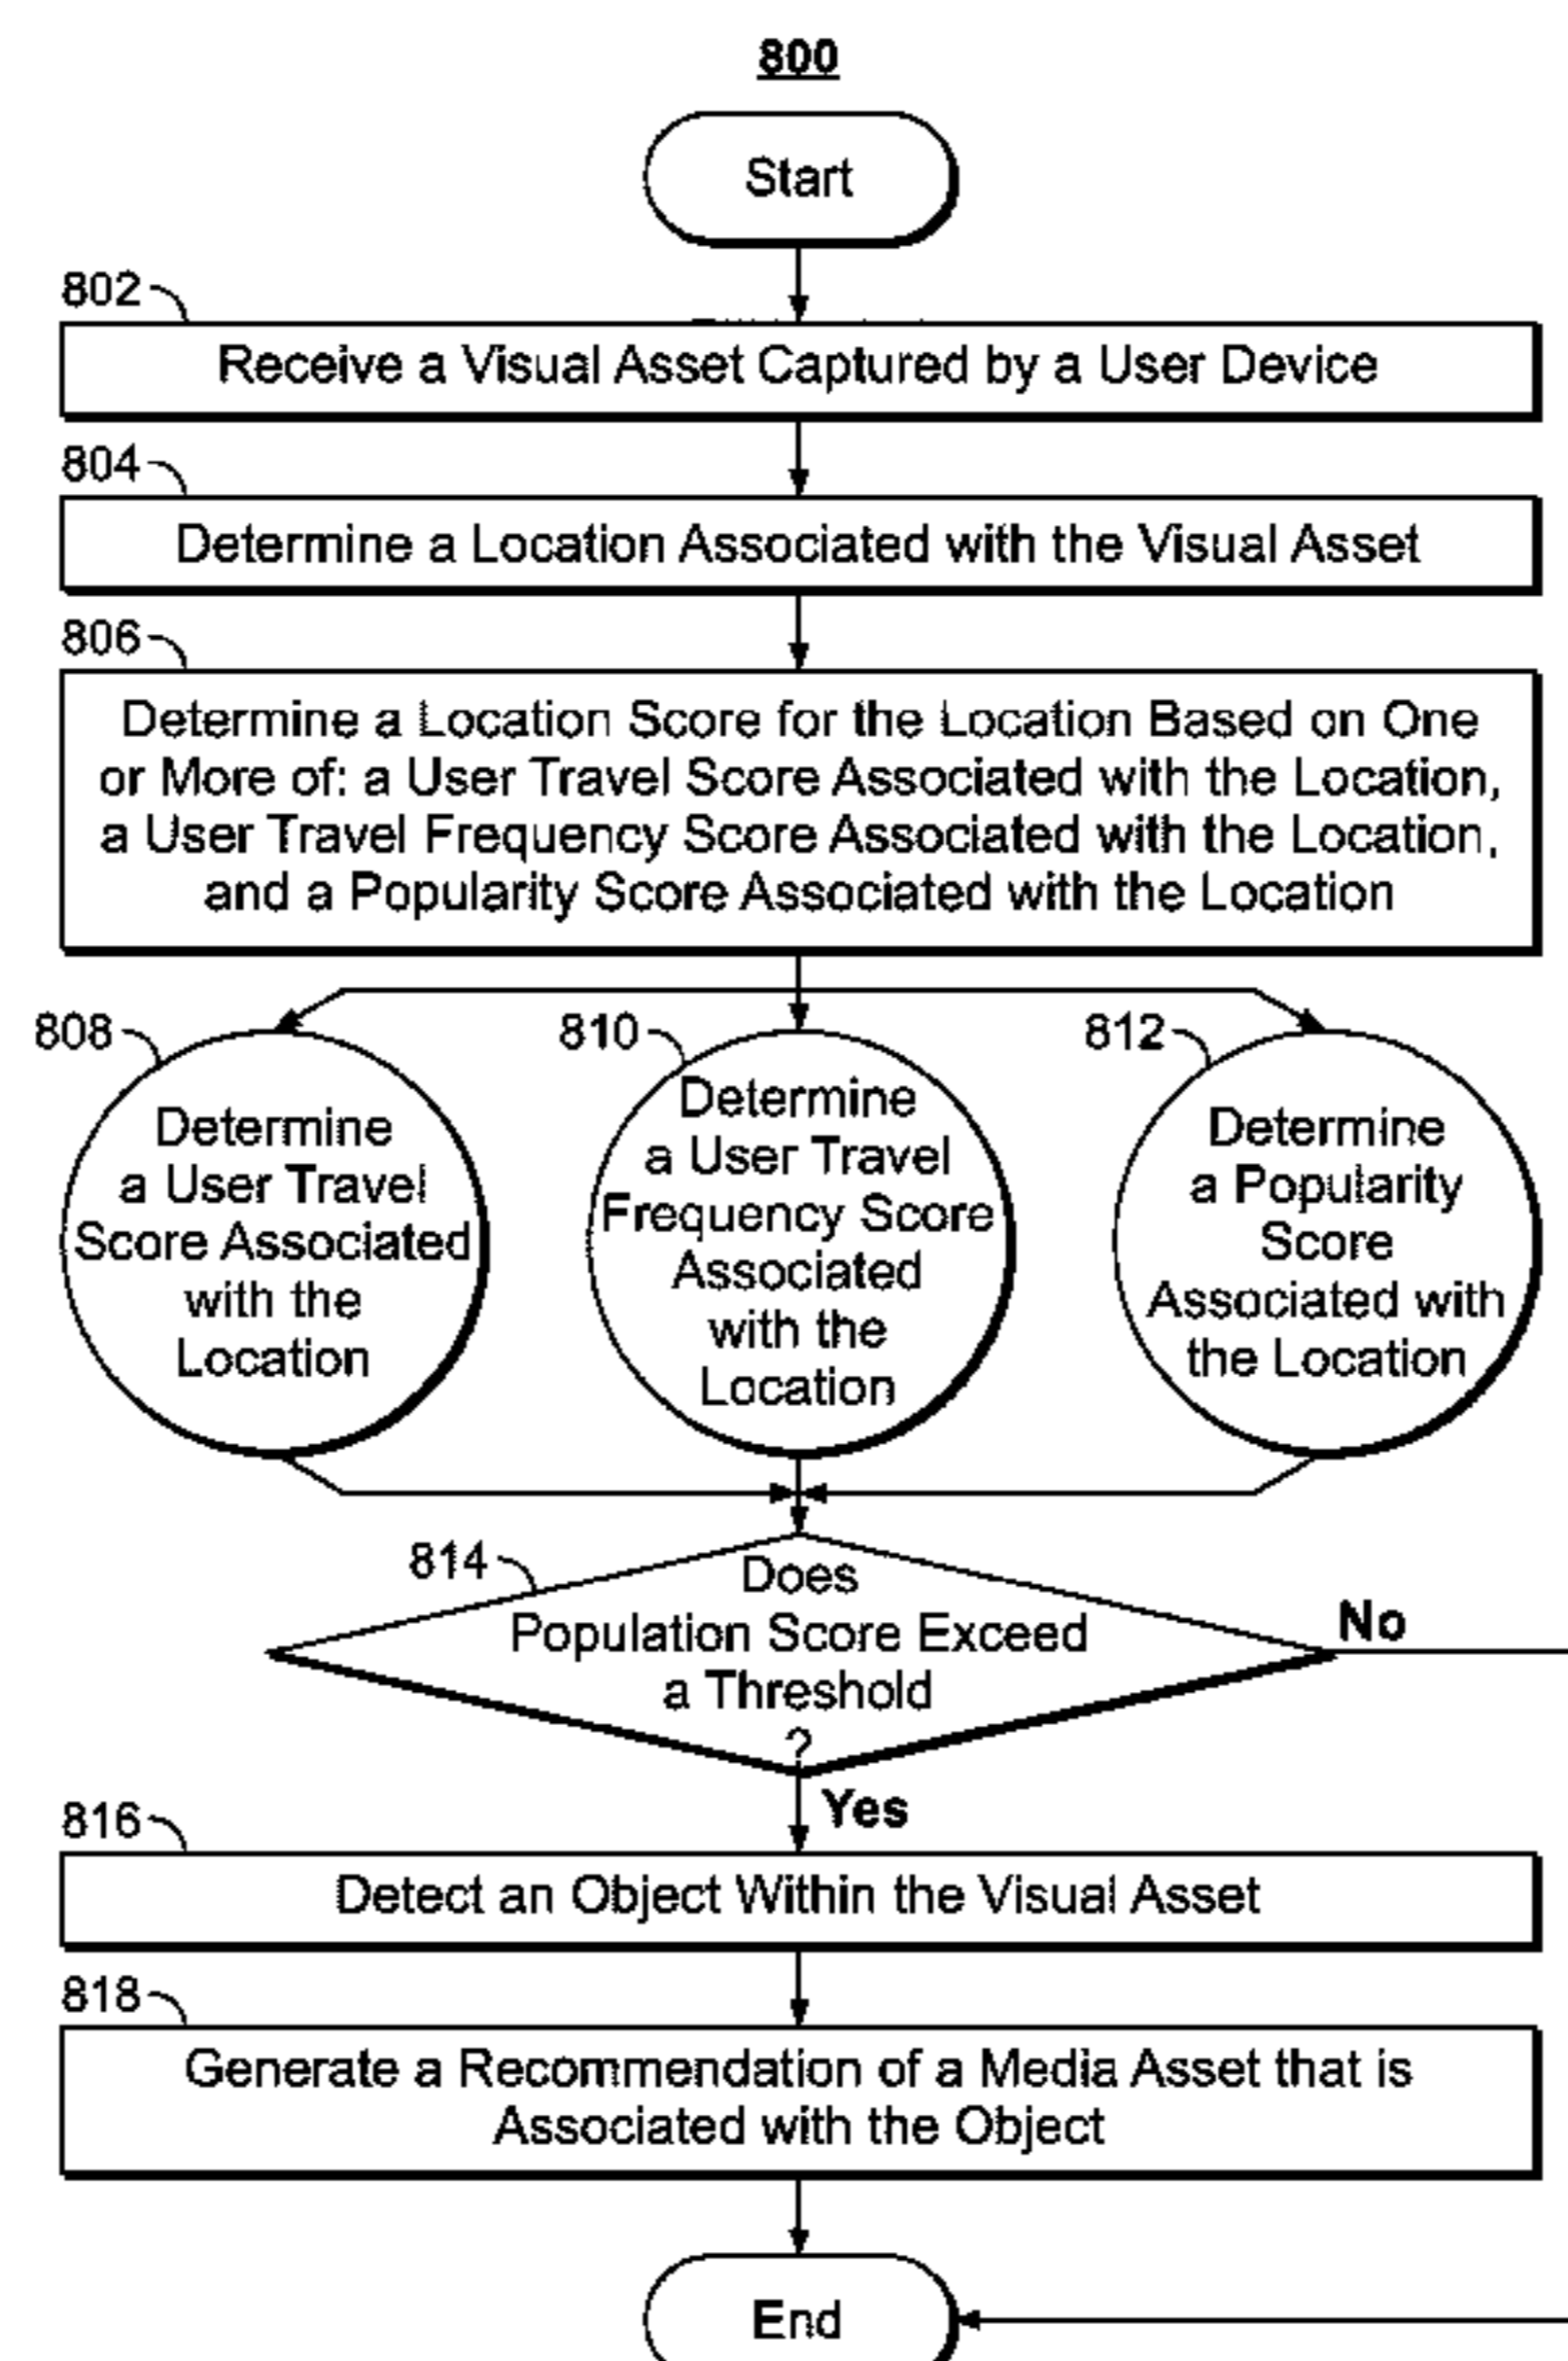 800
Start
802
Receive a Visual Asset Captured by a User Device
804
Determine a Location Associated with the Visual Asset
806
Determine a Location Score for the Location Based on One
or More of: a User Travel Score Associated with the Location,
a User Travel Frequency Score Associated with the Location,
and a Popularity Score Associated with the Location
808
Determine
a User Travel
Score Associated
with the
Location
810
Determine
a User Travel
Frequency Score
Associated
with the
Location
812
Determine
a Popularity
Score
Associated with
the Location
814
Does
Population Score Exceed
a Threshold
?
No
Yes
816
Detect an Object Within the Visual Asset
818
Generate a Recommendation of a Media Asset that is
Associated with the Object
End